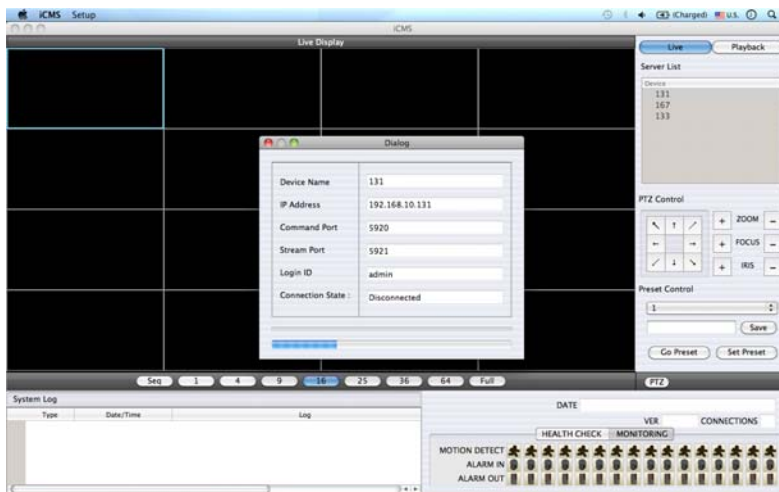 iCMS Setup (Charged) U.S.
iCMS
Live Display
Live Playback
Server List
Device
131
167
133
Dialog
Device Name 131
IP Address 192.168.10.131
Command Port 5920
Stream Port 5921
Login ID admin
Connection State : Disconnected
PTZ Control
+ ZOOM –
+ FOCUS –
+ IRIS –
Preset Control
1
Save
Go Preset Set Preset
Seq 1 4 9 16 25 36 64 Full PTZ
System Log
Type Date/Time Log
DATE
VER CONNECTIONS
HEALTH CHECK MONITORING
MOTION DETECT
ALARM IN
ALARM OUT